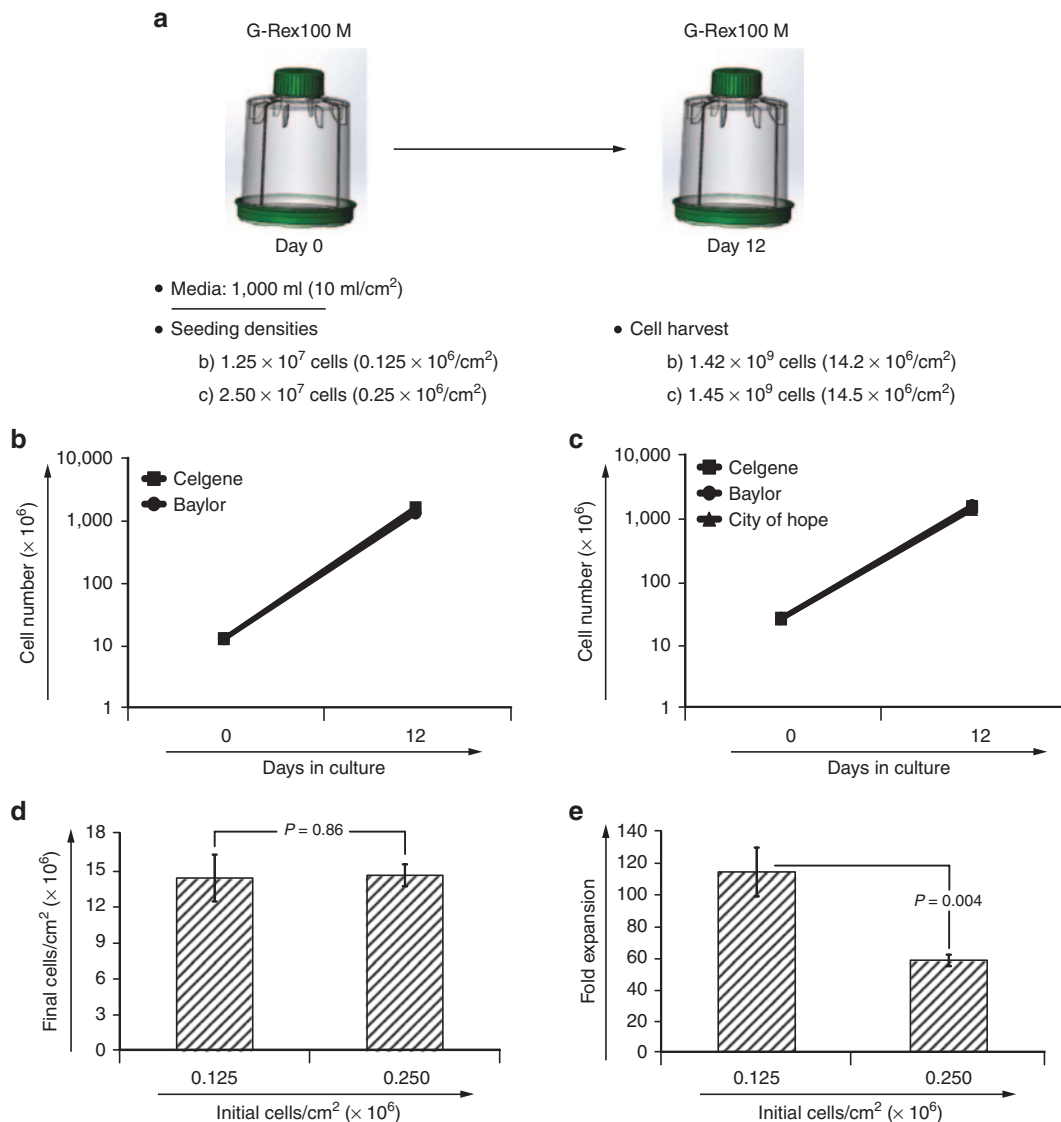 a
G-Rex100 M
G-Rex100 M
Day 0
Day 12
• Media: 1,000 ml (10 ml/cm²)
• Seeding densities
b) 1.25 × 10⁷ cells (0.125 × 10⁶/cm²)
c) 2.50 × 10⁷ cells (0.25 × 10⁶/cm²)
• Cell harvest
b) 1.42 × 10⁹ cells (14.2 × 10⁶/cm²)
c) 1.45 × 10⁹ cells (14.5 × 10⁶/cm²)
b
Cell number (× 10⁶)
10,000
1,000
100
10
1
Celgene
Baylor
0
12
Days in culture
c
Cell number (× 10⁶)
10,000
1,000
100
10
1
Celgene
Baylor
City of hope
0
12
Days in culture
d
Final cells/cm² (× 10⁶)
18
15
12
9
6
3
0
P = 0.86
0.125
0.250
Initial cells/cm² (× 10⁶)
e
Fold expansion
140
120
100
80
60
40
20
0
P = 0.004
0.125
0.250
Initial cells/cm² (× 10⁶)